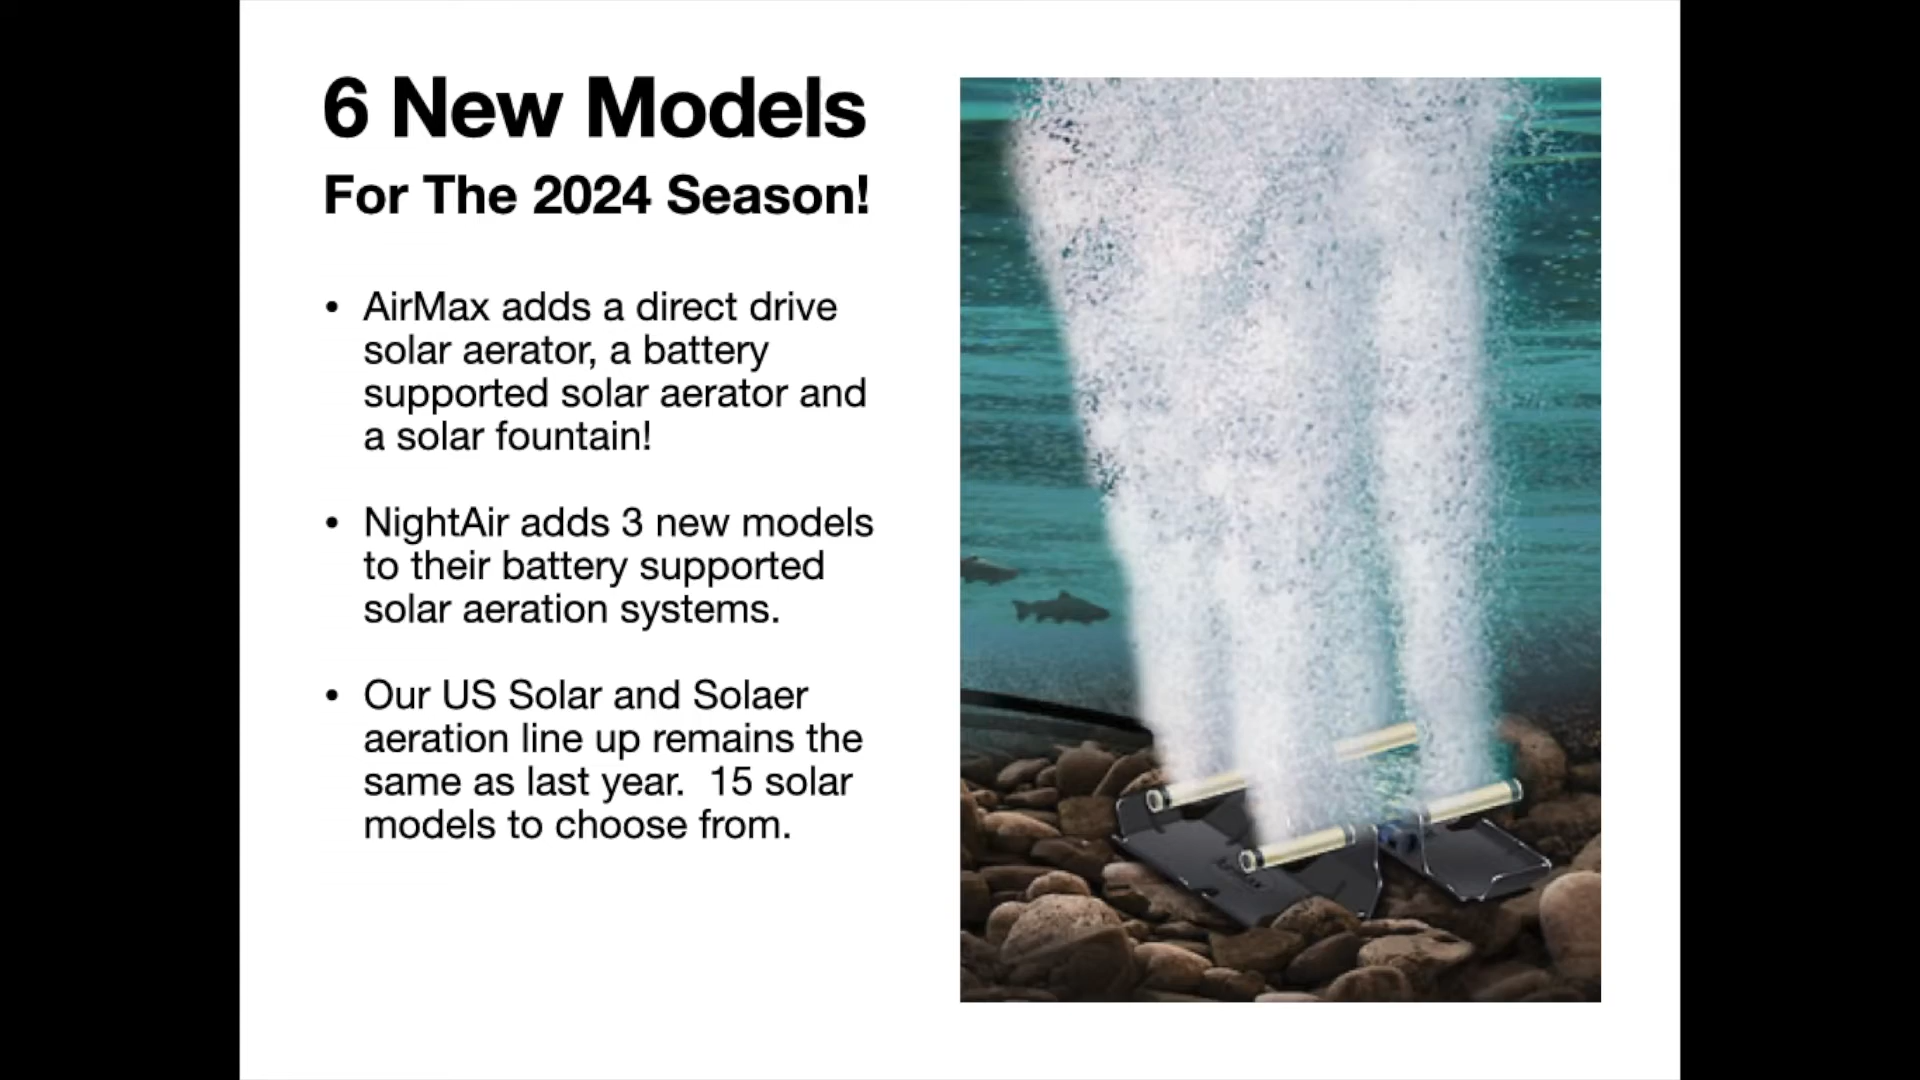 6 New Models
For The 2024 Season!
• AirMax adds a direct drive
solar aerator, a battery
supported solar aerator and
a solar fountain!
• NightAir adds 3 new models
to their battery supported
solar aeration systems.
• Our US Solar and Solaer
aeration line up remains the
same as last year.  15 solar
models to choose from.